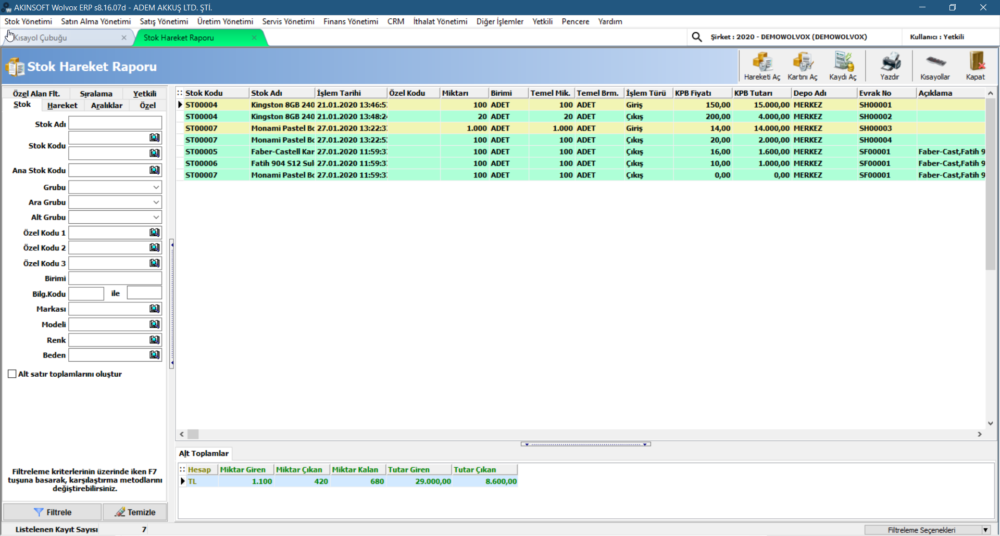 AKINSOFT Wolvox ERP s8.16.07d - ADEM AKKUŞ LTD. ŞTİ.
Stok Yönetimi Satın Alma Yönetimi Satış Yönetimi Üretim Yönetimi Servis Yönetimi Finans Yönetimi CRM İthalat Yönetimi Diğer İşlemler Yetkili Pencere Yardım
Kısayol Çubuğu Stok Hareket Raporu Şirket : 2020 - DEMOWOLVOX (DEMOWOLVOX) Kullanıcı : Yetkili
Stok Hareket Raporu
Hareketi Aç Kartını Aç Kaydı Aç Yazdır Kısayollar Kapat
Özel Alan Flt. Sıralama Yetkili
Stok Hareket Aralıklar Özel
Stok Adı
Stok Kodu
Ana Stok Kodu
Grubu
Ara Grubu
Alt Grubu
Özel Kodu 1
Özel Kodu 2
Özel Kodu 3
Birimi
Bilg.Kodu ile
Markası
Modeli
Renk
Beden
Alt satır toplamlarını oluştur
Filtreleme kriterlerinin üzerinde iken F7
tuşuna basarak, karşılaştırma metodlarını
değiştirebilirsiniz.
Filtrele Temizle
Stok Kodu Stok Adı İşlem Tarihi Özel Kodu Miktarı Birimi Temel Mik. Temel Brm. İşlem Türü KPB Fiyatı KPB Tutarı Depo Adı Evrak No Açıklama
ST00004 Kingston 8GB 240 21.01.2020 13:46:5 100 ADET 100 ADET Giriş 150,00 15.000,00 MERKEZ SH00001
ST00004 Kingston 8GB 240 21.01.2020 13:48:2 20 ADET 20 ADET Çıkış 200,00 4.000,00 MERKEZ SH00002
ST00007 Monami Pastel Bo 27.01.2020 13:22:3 1.000 ADET 1.000 ADET Giriş 14,00 14.000,00 MERKEZ SH00003
ST00007 Monami Pastel Bo 27.01.2020 13:22:5 100 ADET 100 ADET Çıkış 20,00 2.000,00 MERKEZ SH00004
ST00005 Faber-Castell Kar 27.01.2020 11:59:3 100 ADET 100 ADET Çıkış 16,00 1.600,00 MERKEZ SF00001 Faber-Cast,Fatih 9
ST00006 Fatih 904 S12 Sul 27.01.2020 11:59:3 100 ADET 100 ADET Çıkış 10,00 1.000,00 MERKEZ SF00001 Faber-Cast,Fatih 9
ST00007 Monami Pastel Bo 27.01.2020 11:59:3 100 ADET 100 ADET Çıkış 0,00 0,00 MERKEZ SF00001 Faber-Cast,Fatih 9
Alt Toplamlar
Hesap Miktar Giren Miktar Çıkan Miktar Kalan Tutar Giren Tutar Çıkan
TL 1.100 420 680 29.000,00 8.600,00
Listelenen Kayıt Sayısı 7 Filtreleme Seçenekleri